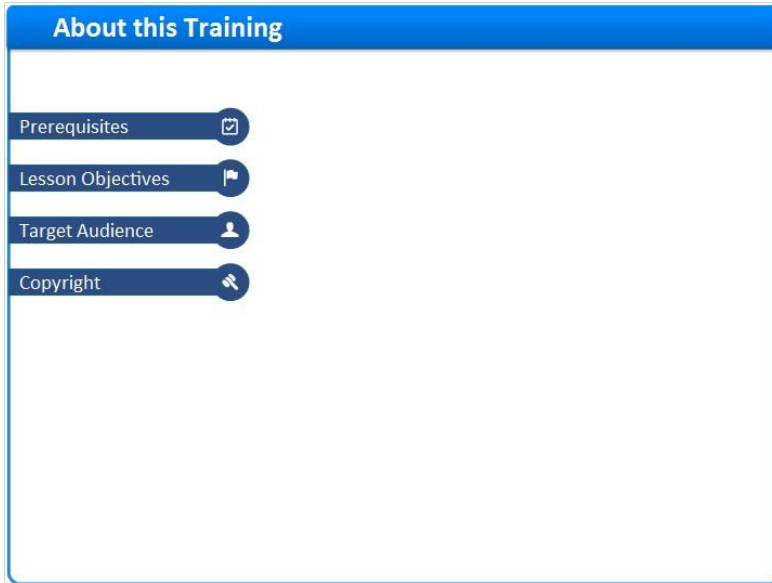 About this Training
Prerequisites
Lesson Objectives
Target Audience
Copyright